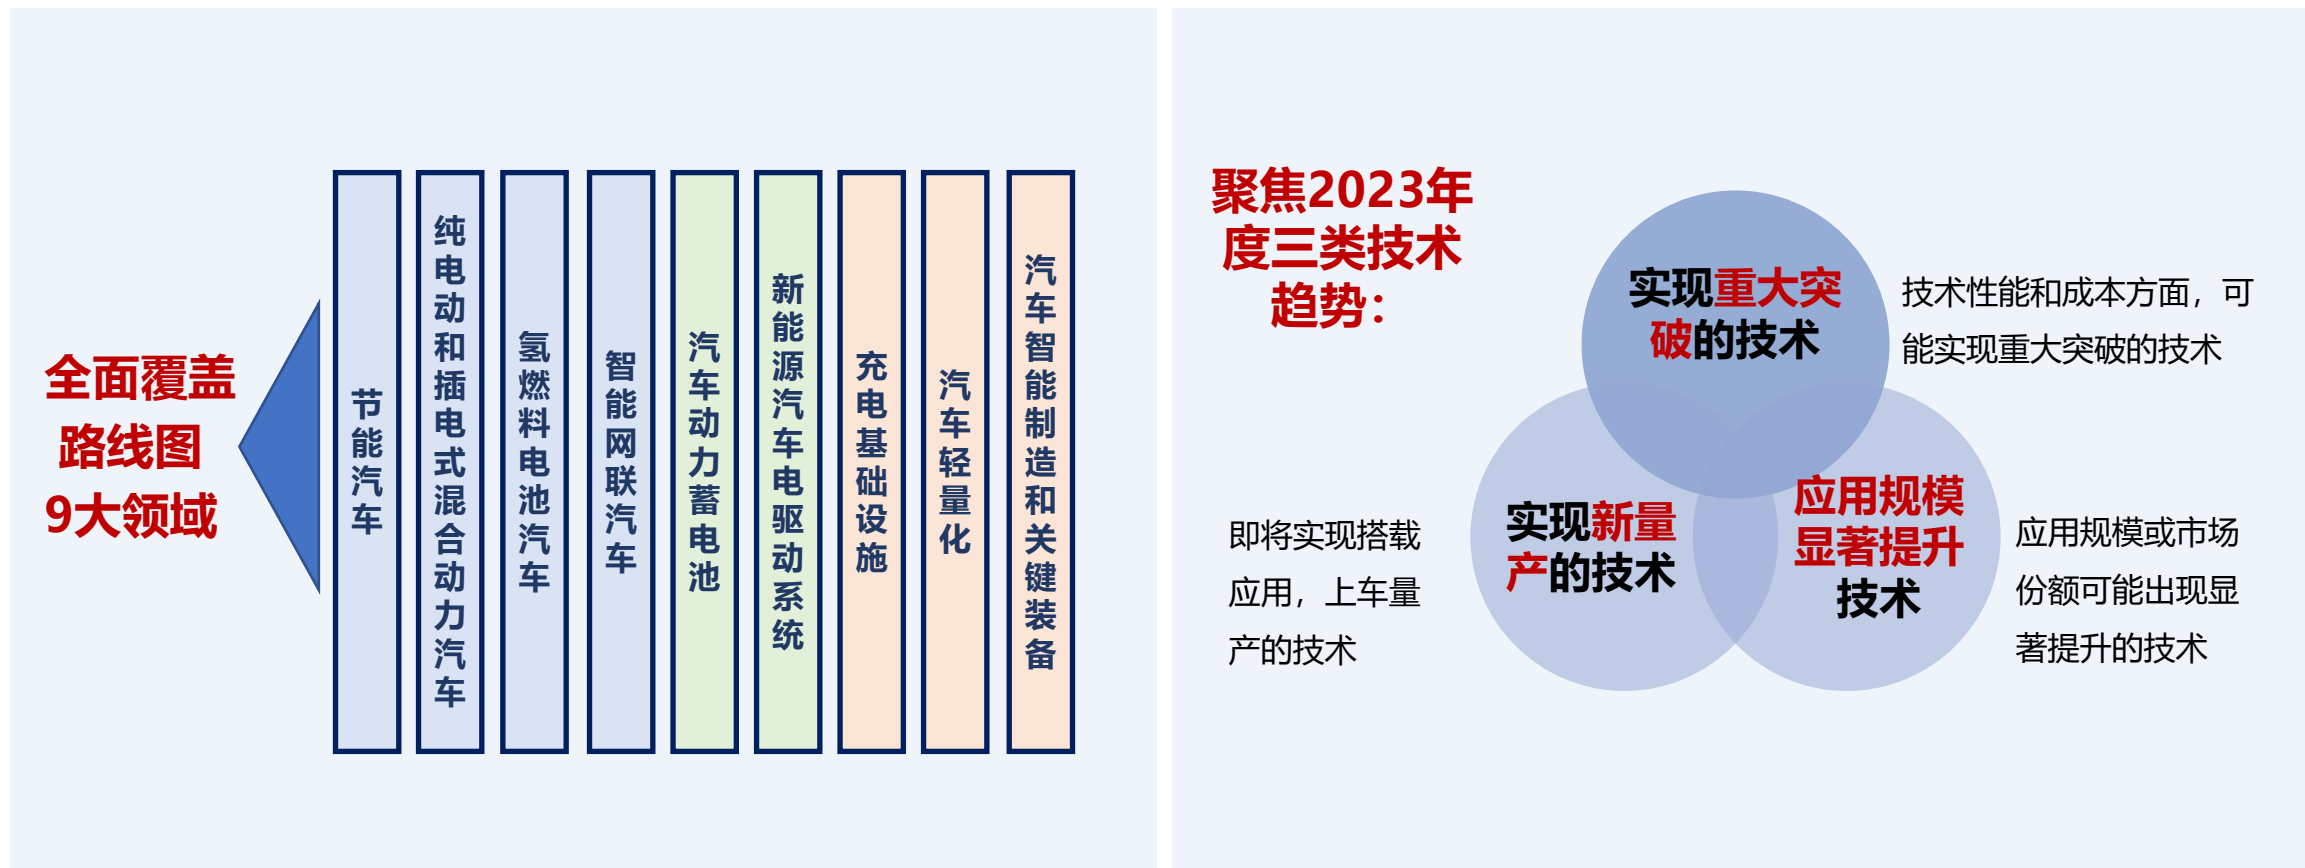 全面覆盖
路线图
9大领域
节能汽车
纯电动和插电式混合动力汽车
氢燃料电池汽车
智能网联汽车
汽车动力蓄电池
新能源汽车电驱动系统
充电基础设施
汽车轻量化
汽车智能制造和关键装备
聚焦2023年
度三类技术
趋势：
实现重大突
破的技术
技术性能和成本方面，可
能实现重大突破的技术
实现新量
产的技术
即将实现搭载
应用，上车量
产的技术
应用规模
显著提升
技术
应用规模或市场
份额可能出现显
著提升的技术